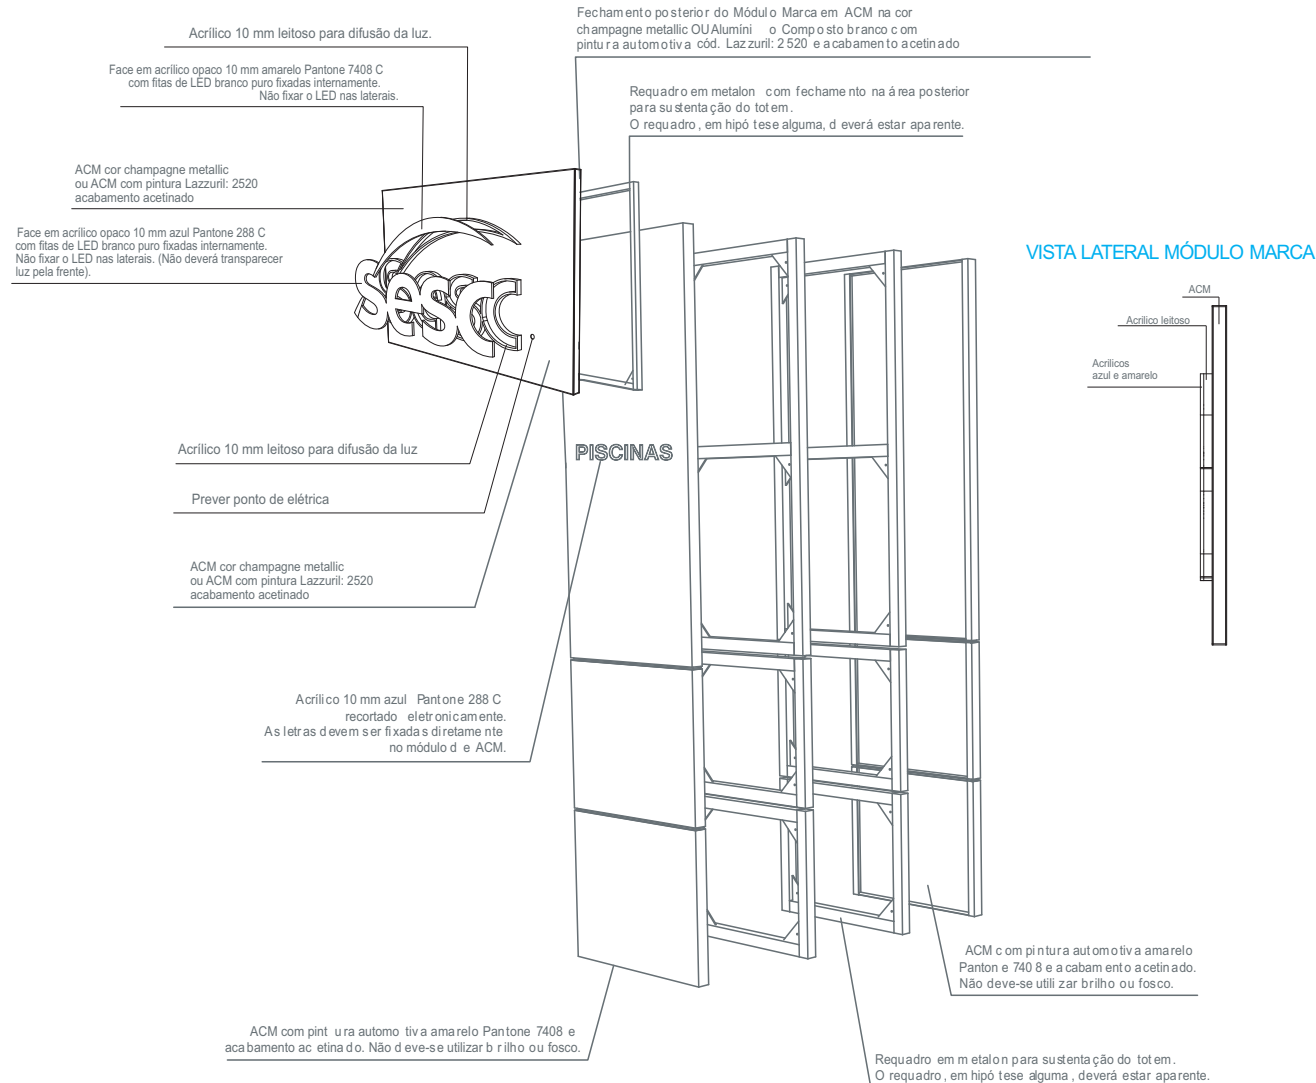 Acrílico 10 mm leitoso para difusão da luz.
Face em acrílico opaco 10 mm amarelo Pantone 7408 C
com fitas de LED branco puro fixadas internamente.
Não fixar o LED nas laterais.
ACM cor champagne metallic
ou ACM com pintura Lazzuril: 2520
acabamento acetinado
Face em acrílico opaco 10 mm azul Pantone 288 C
com fitas de LED branco puro fixadas internamente.
Não fixar o LED nas laterais. (Não deverá transparecer
luz pela frente).
Fechamento posterior do Módulo Marca em ACM na cor
champagne metallic OU Alumíni o Composto branco com
pintura automotiva cód. Lazzuril: 2520 e acabamento acetinado
Requadro em metalon com fechamento na área posterior
para sustentação do totem.
O requadro, em hipótese alguma, deverá estar aparente.
sesc
PISCINAS
Acrílico 10 mm leitoso para difusão da luz
Prever ponto de elétrica
ACM cor champagne metallic
ou ACM com pintura Lazzuril: 2520
acabamento acetinado
Acrílico 10 mm azul Pantone 288 C
recortado eletronicamente.
As letras devem ser fixadas diretamente
no módulo de ACM.
ACM com pintura automotiva amarelo Pantone 7408 e
acabamento acetinado. Não deve-se utilizar brilho ou fosco.
ACM com pintura automotiva amarelo
Pantone 7408 e acabamento acetinado.
Não deve-se utilizar brilho ou fosco.
Requadro em metalon para sustentação do totem.
O requadro, em hipótese alguma, deverá estar aparente.
VISTA LATERAL MÓDULO MARCA
ACM
Acrílico leitoso
Acrílicos
azul e amarelo